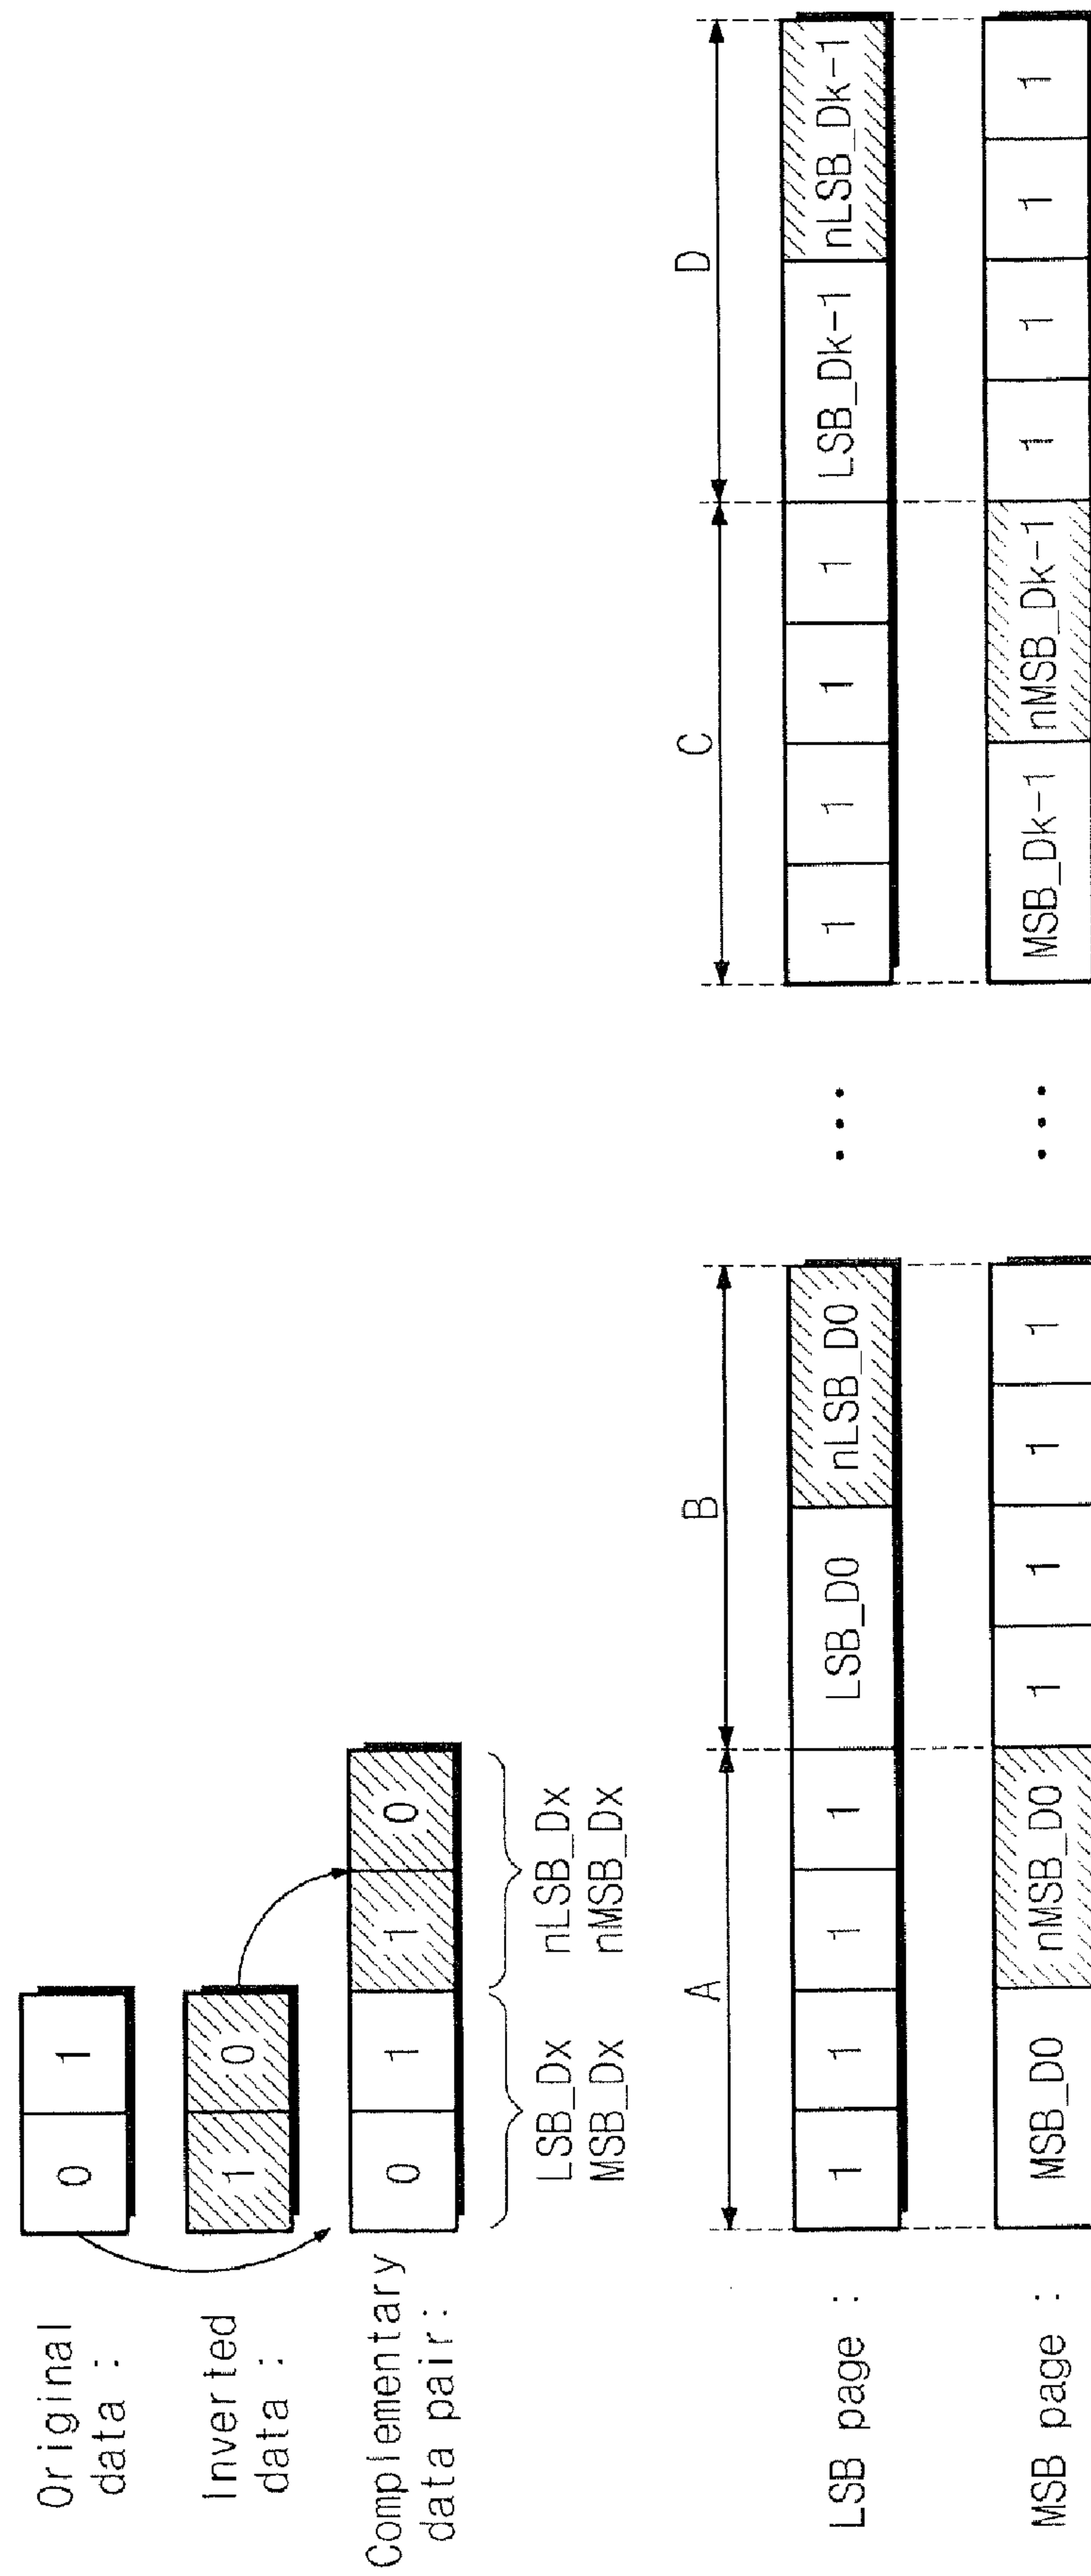 Original
data :
0 1
Inverted
data :
1 0
Complementary
data pair:
0 1 1 0
LSB_Dx nLSB_Dx
MSB_Dx nMSB_Dx
A B C D
LSB page : 1 1 1 1 LSB_D0 nLSB_D0 ... 1 1 1 1 LSB_Dk-1 nLSB_Dk-1
MSB page : MSB_D0 nMSB_D0 1 1 1 1 ... MSB_Dk-1 nMSB_Dk-1 1 1 1 1